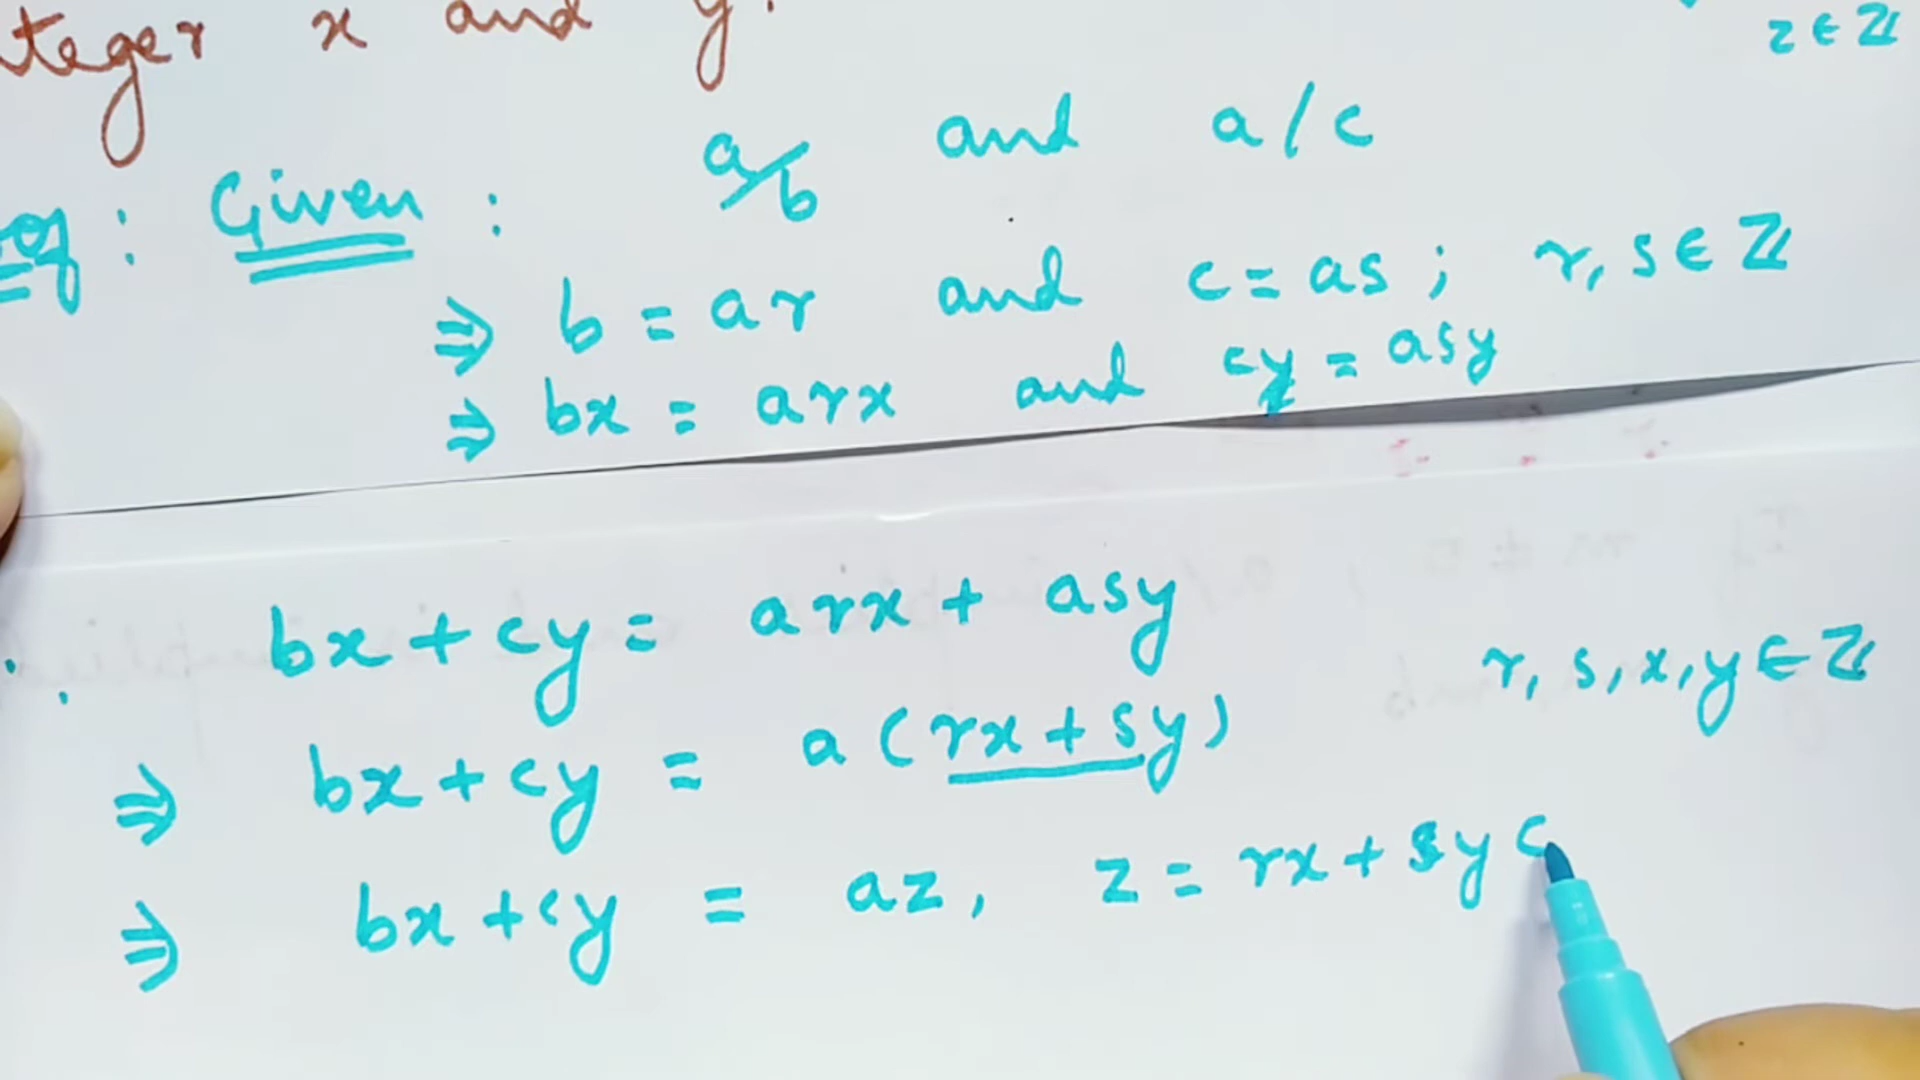 teger x and y.
z ∈ ℤ
of : Given : a/b and a/c
⇒ b = ar and c = as ; r, s ∈ ℤ
⇒ bx = arx and cy = asy
∴ bx + cy = arx + asy
r, s, x, y ∈ ℤ
⇒ bx + cy = a (rx + sy)
⇒ bx + cy = az, z = rx + sy